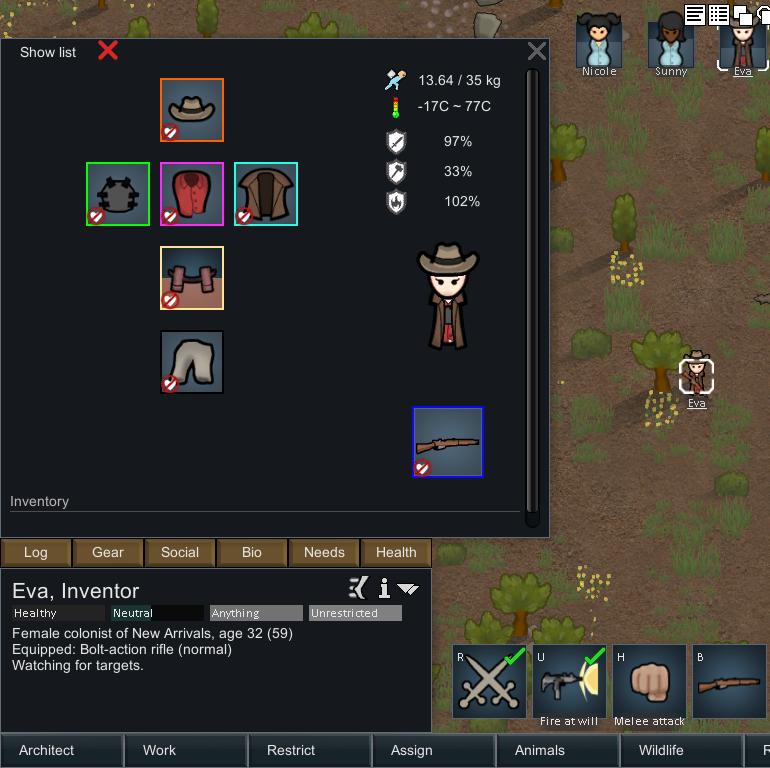 Show list
13.64 / 35 kg
-17C ~ 77C
97%
33%
102%
Nicole
Sunny
Eva
Eva
Inventory
Log
Gear
Social
Bio
Needs
Health
Eva, Inventor
Healthy
Neutral
Anything
Unrestricted
Female colonist of New Arrivals, age 32 (59)
Equipped: Bolt-action rifle (normal)
Watching for targets.
R
U
H
B
Fire at will
Melee attack
Architect
Work
Restrict
Assign
Animals
Wildlife
R